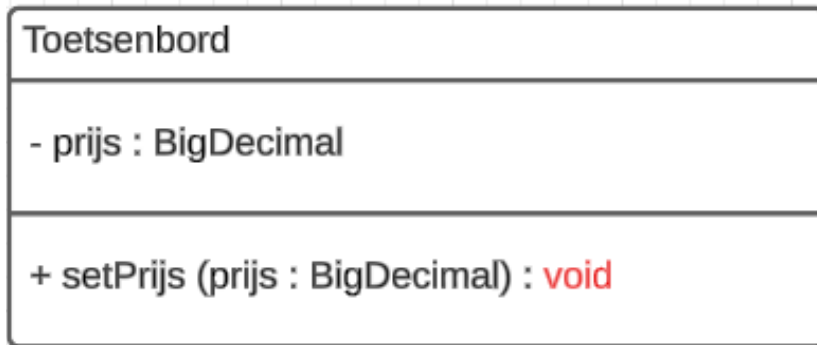 Toetsenbord
- prijs : BigDecimal
+ setPrijs (prijs : BigDecimal) : void